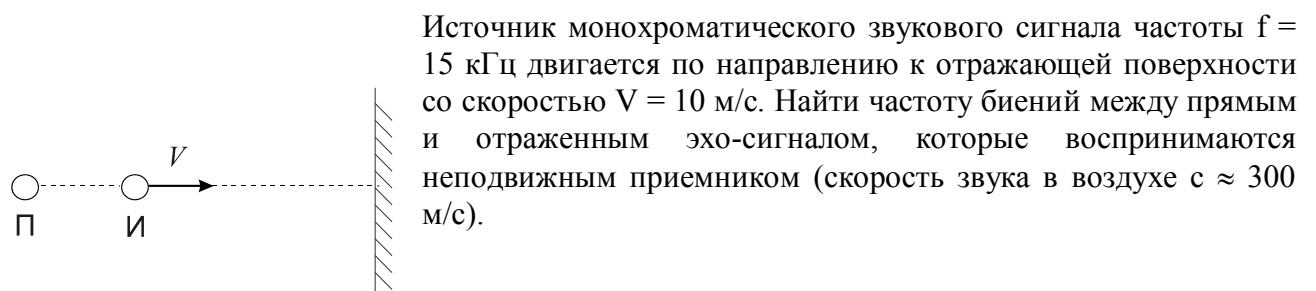 Источник монохроматического звукового сигнала частоты f =
15 кГц двигается по направлению к отражающей поверхности
со скоростью V = 10 м/с. Найти частоту биений между прямым
и отраженным эхо-сигналом, которые воспринимаются
неподвижным приемником (скорость звука в воздухе с ≈ 300
м/с).
V
П И